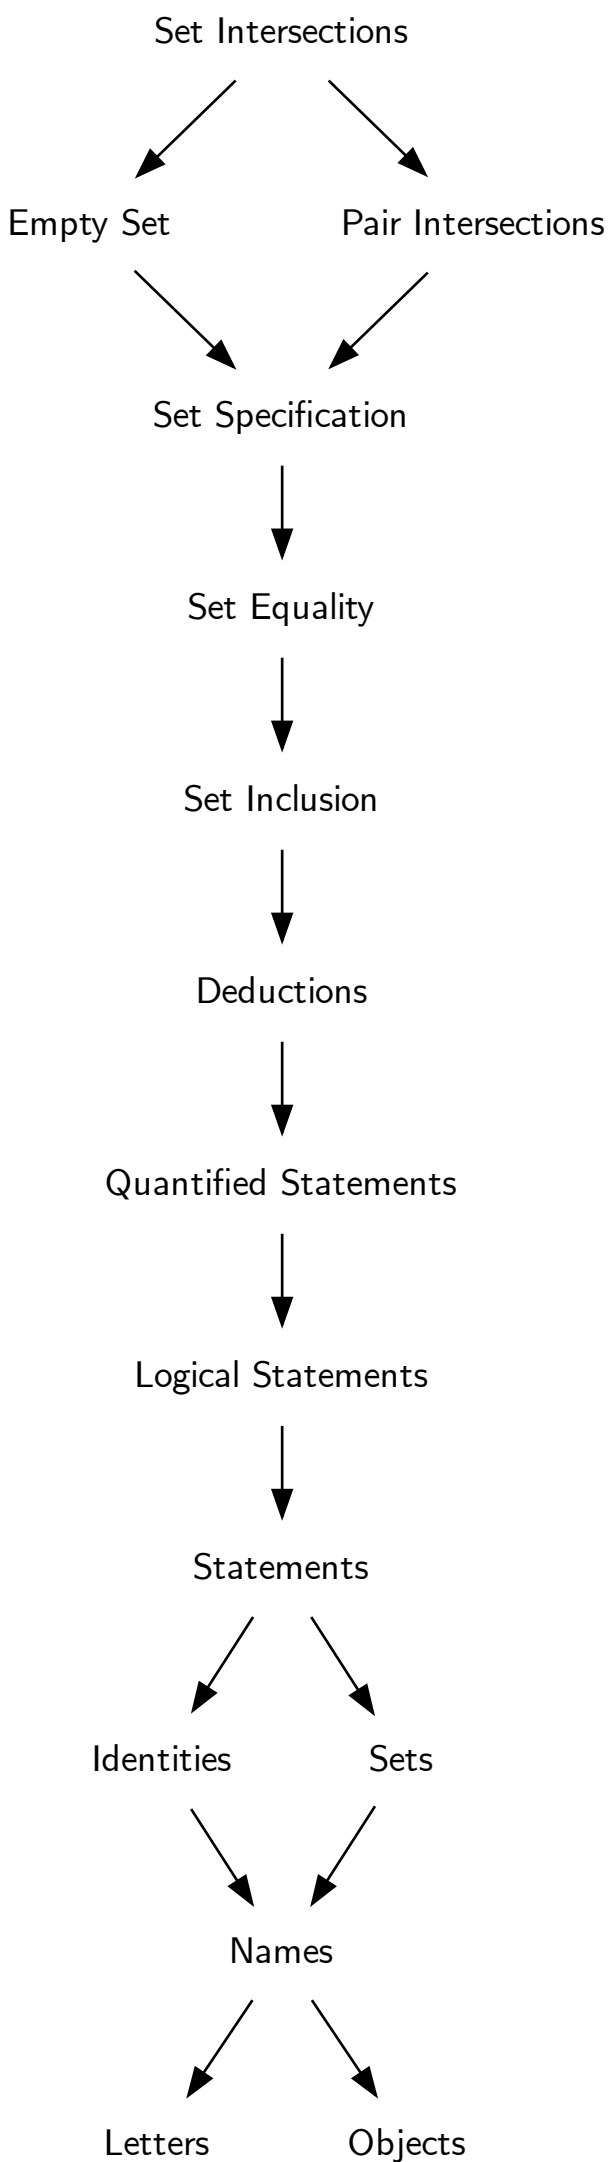 Set Intersections
Empty Set
Pair Intersections
Set Specification
Set Equality
Set Inclusion
Deductions
Quantified Statements
Logical Statements
Statements
Identities
Sets
Names
Letters
Objects